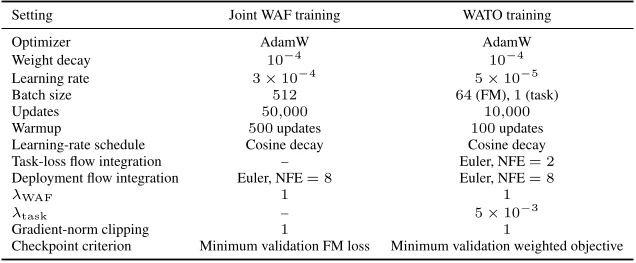 Setting Joint WAF training WATO training
Optimizer AdamW AdamW
Weight decay 10⁻⁴ 10⁻⁴
Learning rate 3 × 10⁻⁴ 5 × 10⁻⁵
Batch size 512 64 (FM), 1 (task)
Updates 50,000 10,000
Warmup 500 updates 100 updates
Learning-rate schedule Cosine decay Cosine decay
Task-loss flow integration – Euler, NFE = 2
Deployment flow integration Euler, NFE = 8 Euler, NFE = 8
λ_WAF 1 1
λ_task – 5 × 10⁻³
Gradient-norm clipping 1 1
Checkpoint criterion Minimum validation FM loss Minimum validation weighted objective